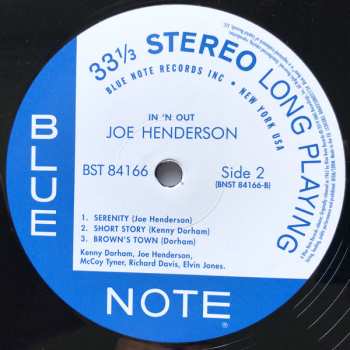 33 1/3 STEREO LONG PLAYING
BLUE NOTE RECORDS INC • NEW YORK USA
IN 'N OUT
JOE HENDERSON
BST 84166
Side 2
(BNST 84166-B)
1. SERENITY (Joe Henderson)
2. SHORT STORY (Kenny Dorham)
3. BROWN'S TOWN (Dorham)
Kenny Dorham, Joe Henderson,
McCoy Tyner, Richard Davis, Elvin Jones.
BLUE
NOTE
®